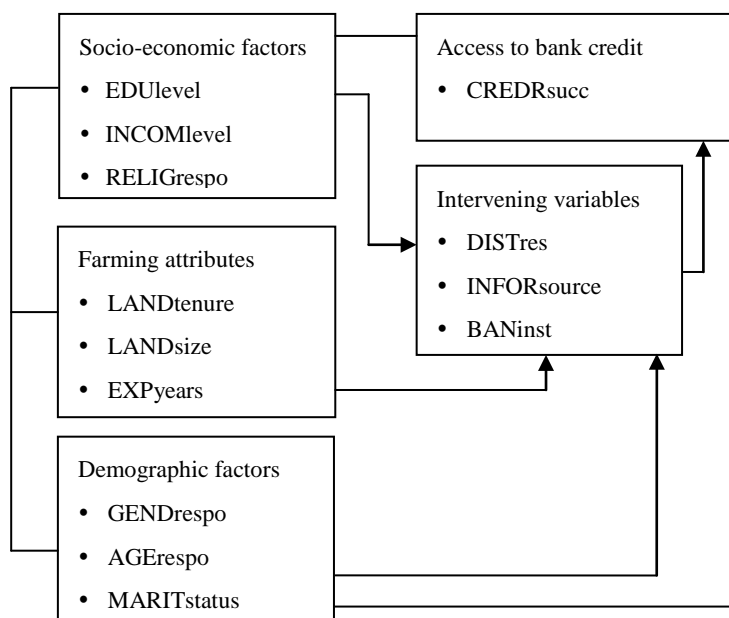 Socio-economic factors
• EDUlevel
• INCOMlevel
• RELIGrespo
Access to bank credit
• CREDRsucc
Intervening variables
• DISTres
• INFORsource
• BANinst
Farming attributes
• LANDtenure
• LANDsize
• EXPyears
Demographic factors
• GENDrespo
• AGErespo
• MARITstatus